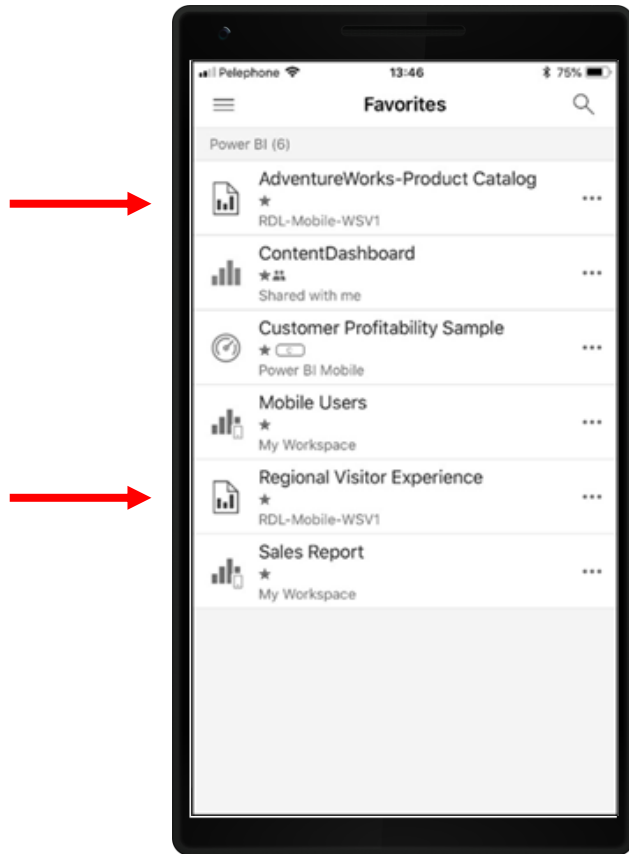 Pelephone 13:46 75%
Favorites
Power BI (6)
AdventureWorks-Product Catalog
RDL-Mobile-WSV1
ContentDashboard
Shared with me
Customer Profitability Sample
C
Power BI Mobile
Mobile Users
My Workspace
Regional Visitor Experience
RDL-Mobile-WSV1
Sales Report
My Workspace